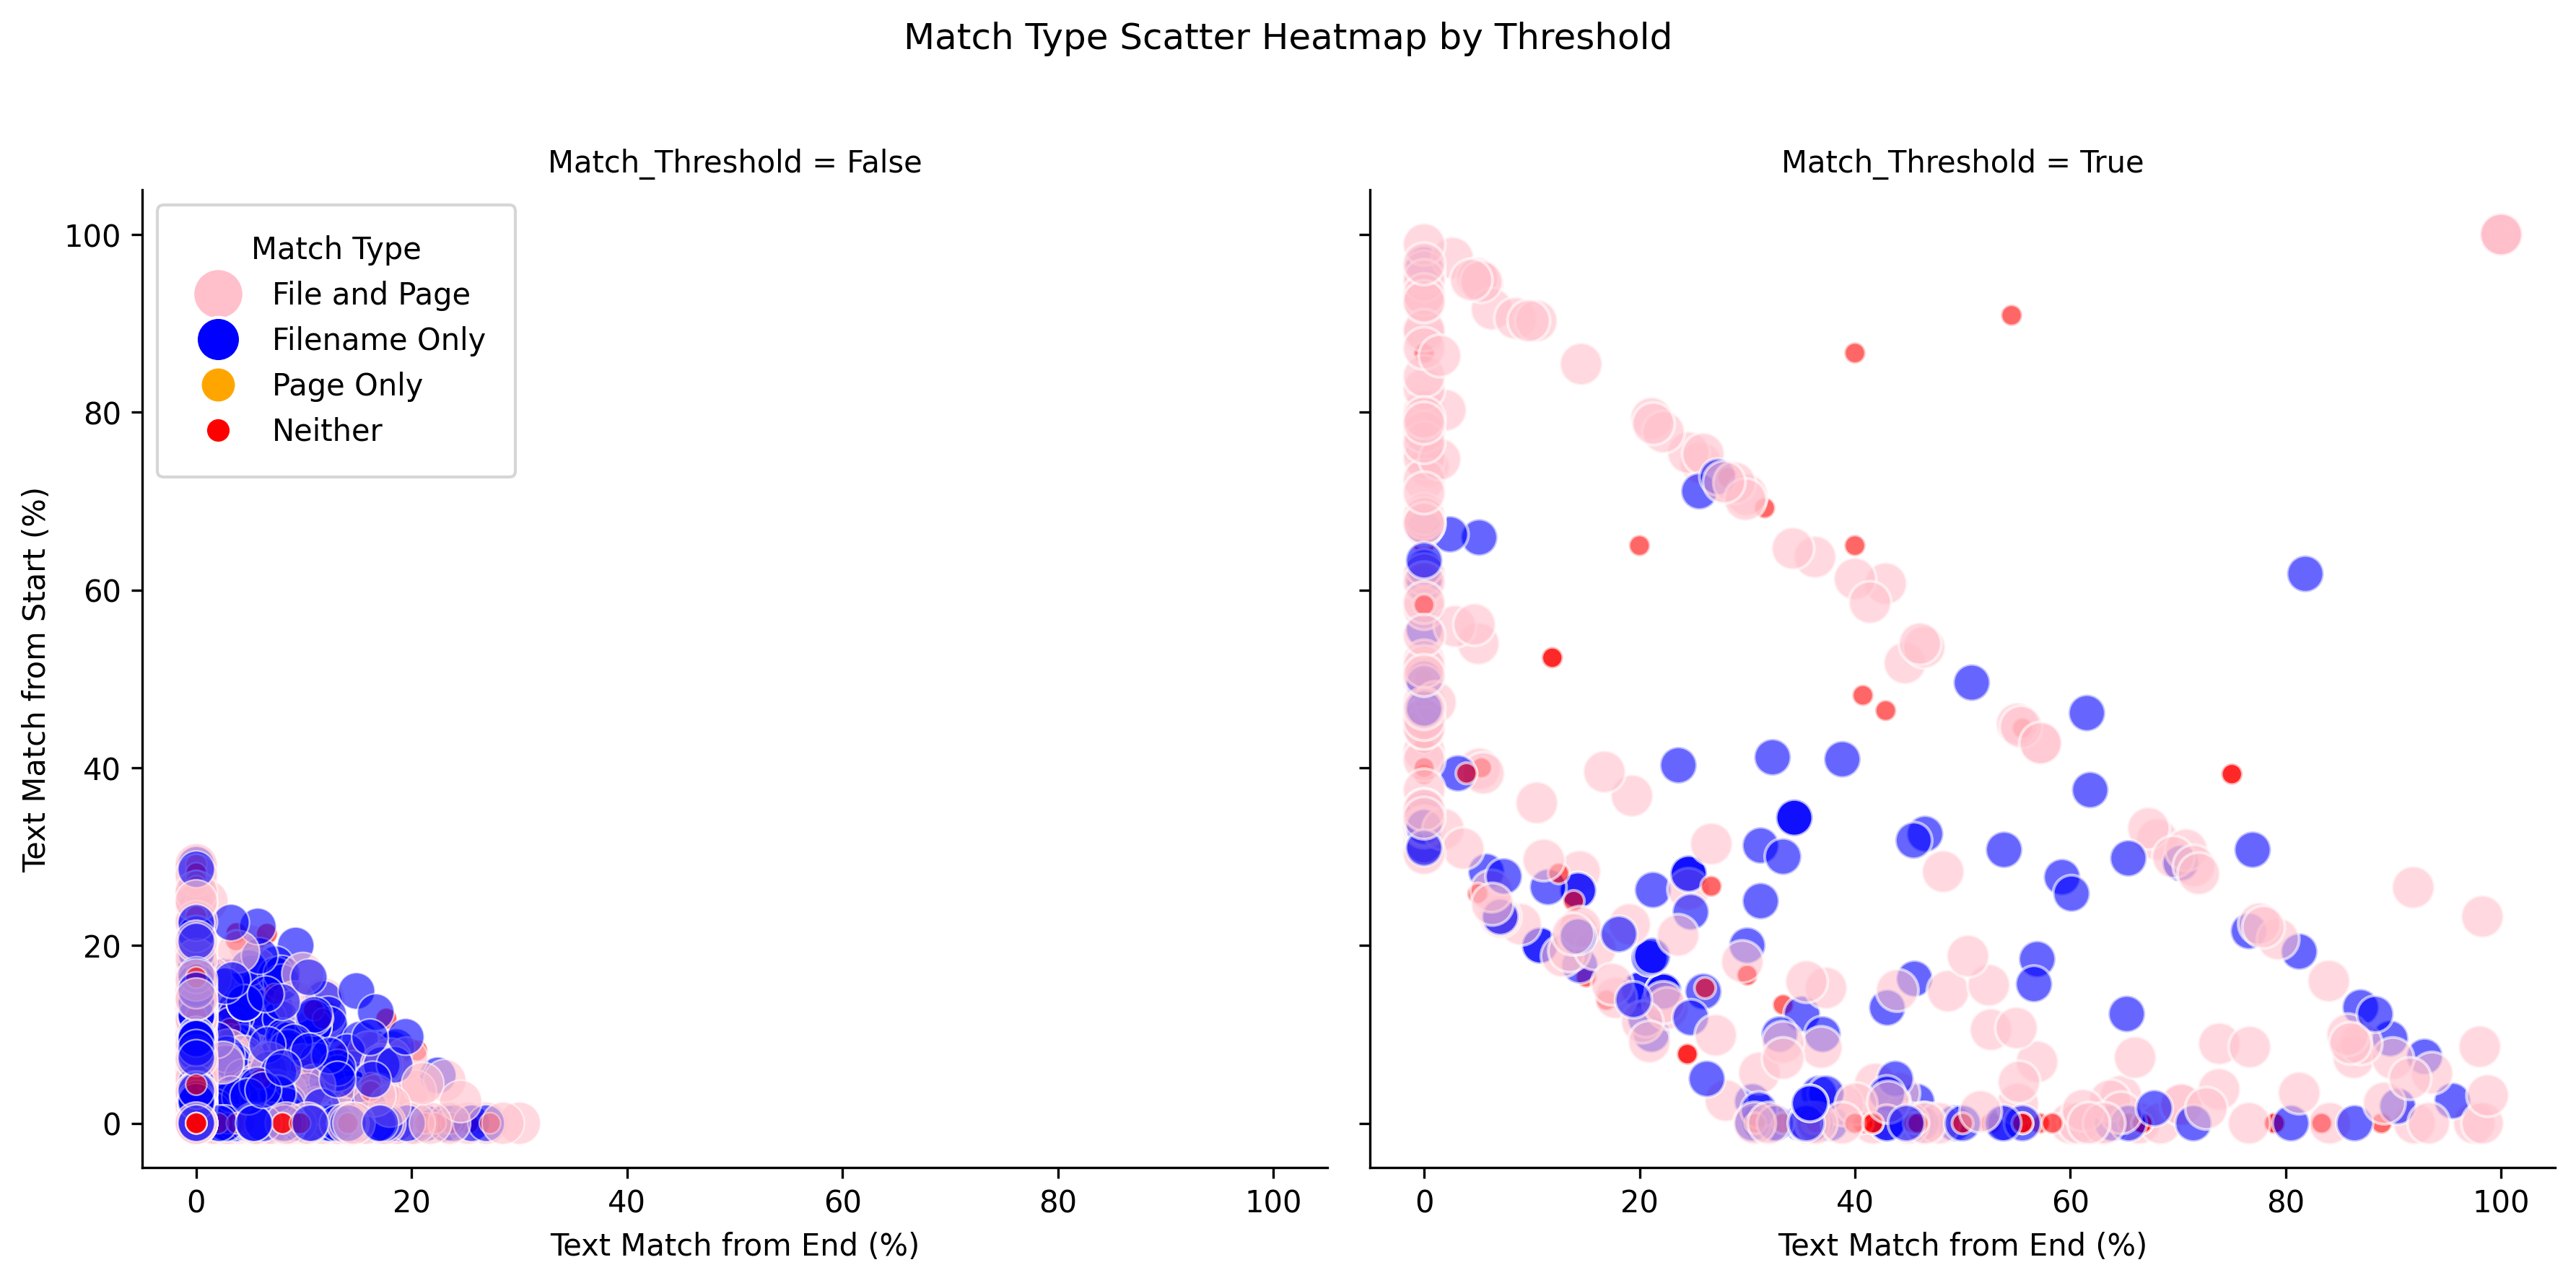 Match Type Scatter Heatmap by Threshold
Match_Threshold = False
Match_Threshold = True
Match Type
File and Page
Filename Only
Page Only
Neither
Text Match from Start (%)
100
80
60
40
20
0
0 20 40 60 80 100
0 20 40 60 80 100
Text Match from End (%)
Text Match from End (%)